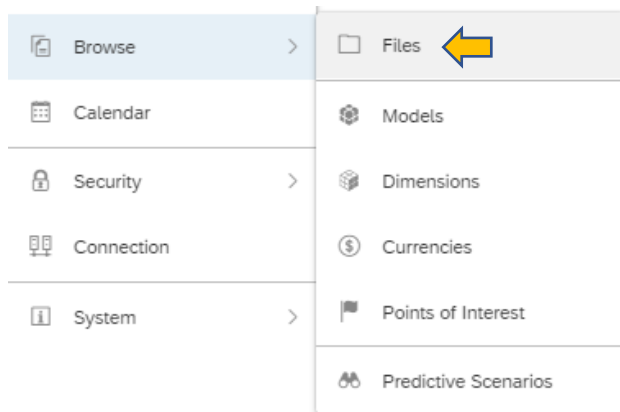 Browse
Calendar
Security
Connection
System
Files
Models
Dimensions
$ Currencies
Points of Interest
Predictive Scenarios